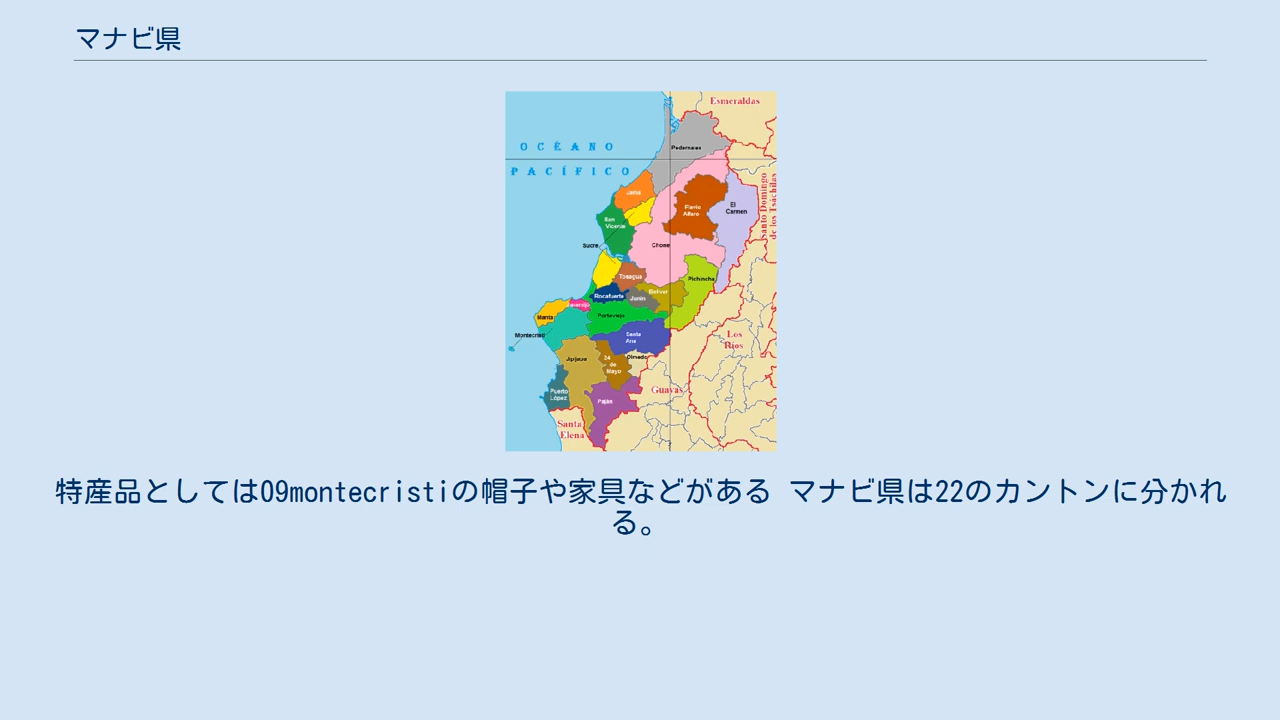 マナビ県
Esmeraldas
OCÉANO
PACÍFICO
Pedernales
Santo Domingo
de los Tsáchilas
Jama
Flavio
Alfaro
El
Carmen
San
Vicente
Sucre
Chone
Tosagua
Pichincha
Rocafuerte
Junín
Bolívar
Manta
Portoviejo
Montecristi
Santa
Ana
Los
Ríos
Jipijapa
24
de
Mayo
Olmedo
Puerto
López
Paján
Guayas
Santa
Elena
特産品としては09montecristiの帽子や家具などがある マナビ県は22のカントンに分かれ
る。